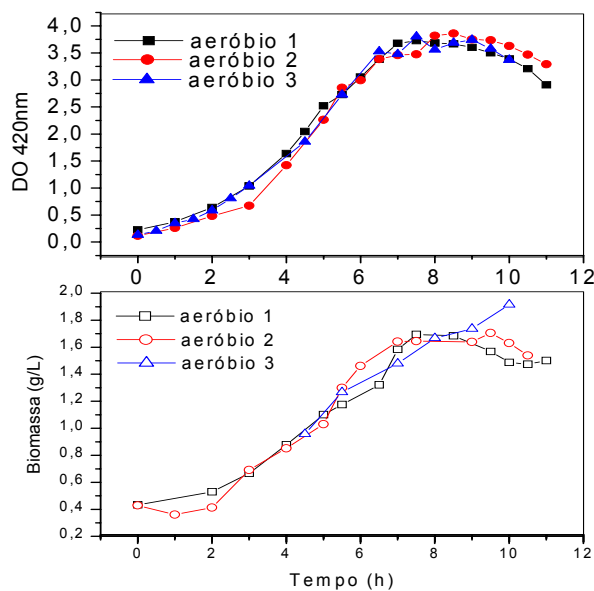 4,0
3,5
3,0
2,5
2,0
1,5
1,0
0,5
0,0
DO 420nm
aeróbio 1
aeróbio 2
aeróbio 3
0 2 4 6 8 10 12
2,0
1,8
1,6
1,4
1,2
1,0
0,8
0,6
0,4
0,2
Biomassa (g/L)
aeróbio 1
aeróbio 2
aeróbio 3
0 2 4 6 8 10 12
Tempo (h)